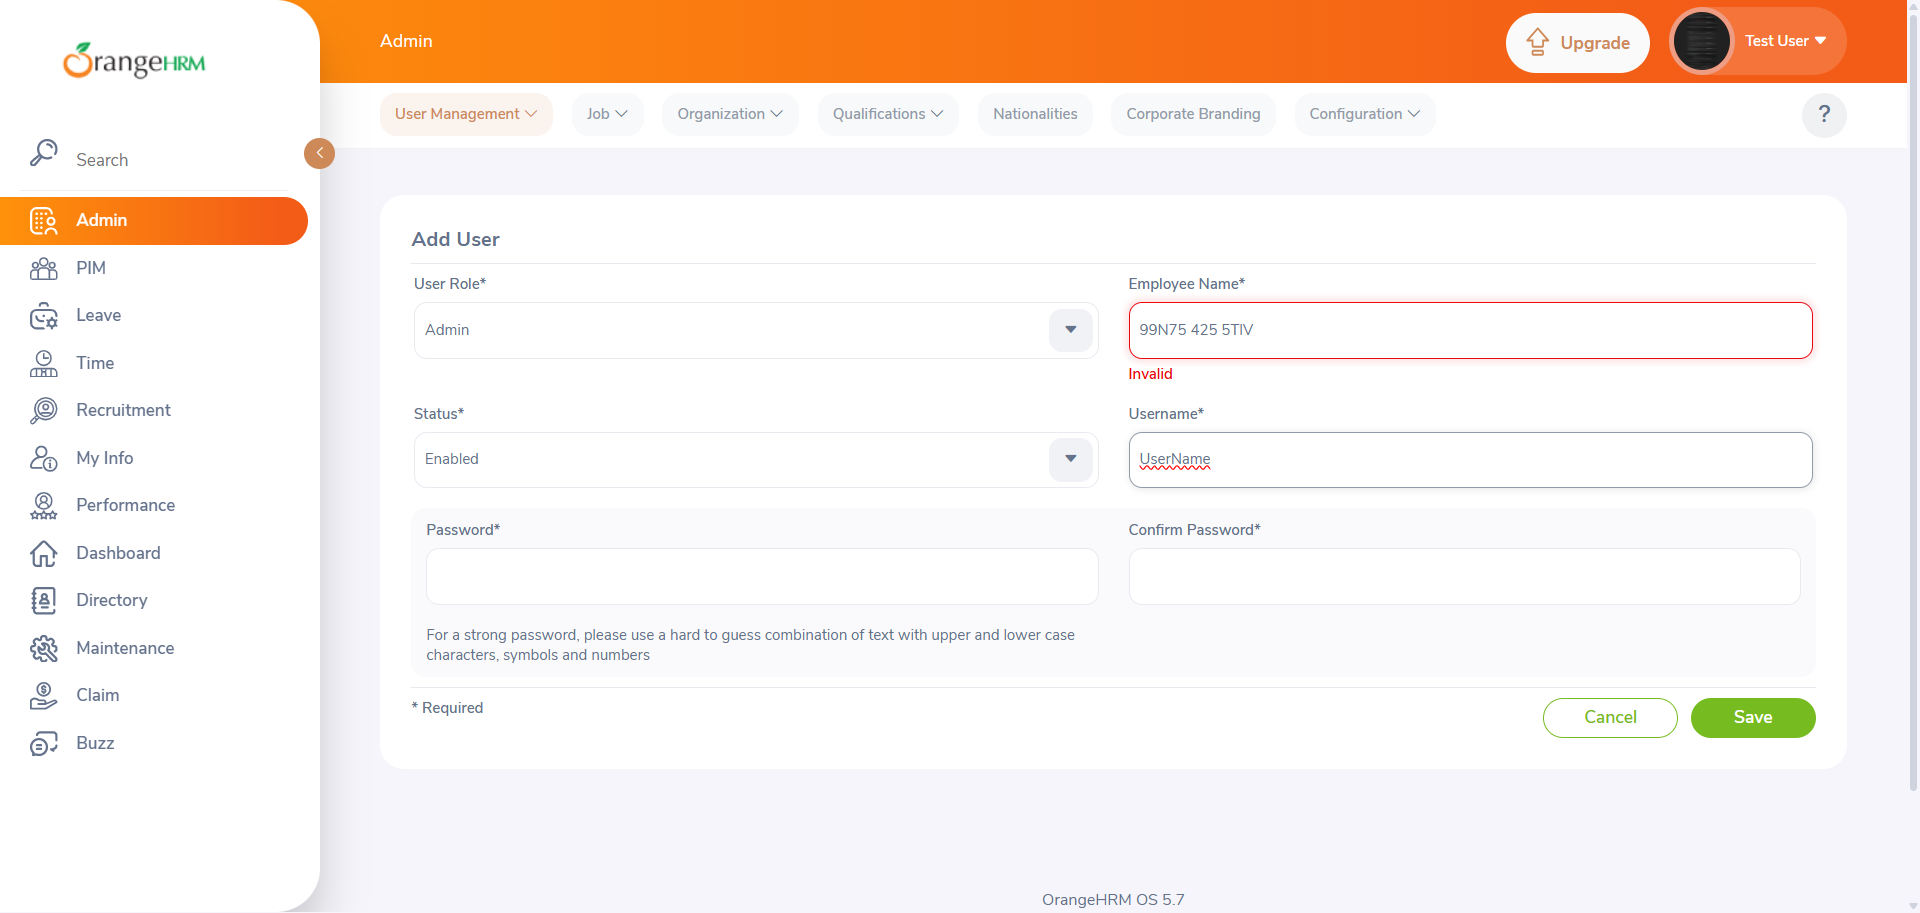 OrangeHRM
Admin
Upgrade
Test User
User Management
Job
Organization
Qualifications
Nationalities
Corporate Branding
Configuration
?
Search
Admin
PIM
Leave
Time
Recruitment
My Info
Performance
Dashboard
Directory
Maintenance
Claim
Buzz
Add User
User Role*
Employee Name*
Admin
99N75 425 5TIV
Invalid
Status*
Username*
Enabled
UserName
Password*
Confirm Password*
For a strong password, please use a hard to guess combination of text with upper and lower case
characters, symbols and numbers
* Required
Cancel
Save
OrangeHRM OS 5.7